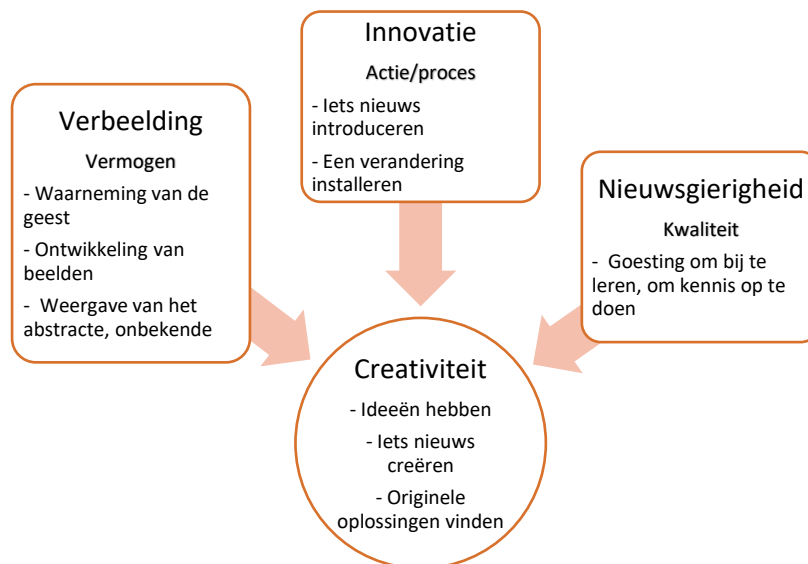 Verbeelding
Vermogen
- Waarneming van de
geest
- Ontwikkeling van
beelden
- Weergave van het
abstracte, onbekende
Innovatie
Actie/proces
- Iets nieuws
introduceren
- Een verandering
installeren
Nieuwsgierigheid
Kwaliteit
- Goesting om bij te
leren, om kennis op te
doen
Creativiteit
- Ideeën hebben
- Iets nieuws
creëren
- Originele
oplossingen vinden